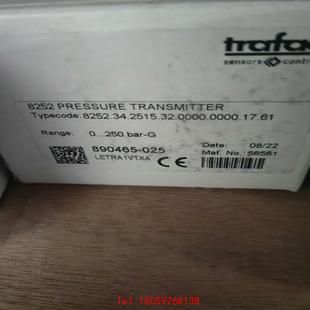 trafa
sensors contr
8252 PRESSURE TRANSMITTER
Typecode: 8252.34.2515.32.0000.0000.17.61
Range: 0...250 bar-G
890465-025
LETRA1VTXA
CE
Date: 08/22
Maf. No.: 56561
Tel:18059268138